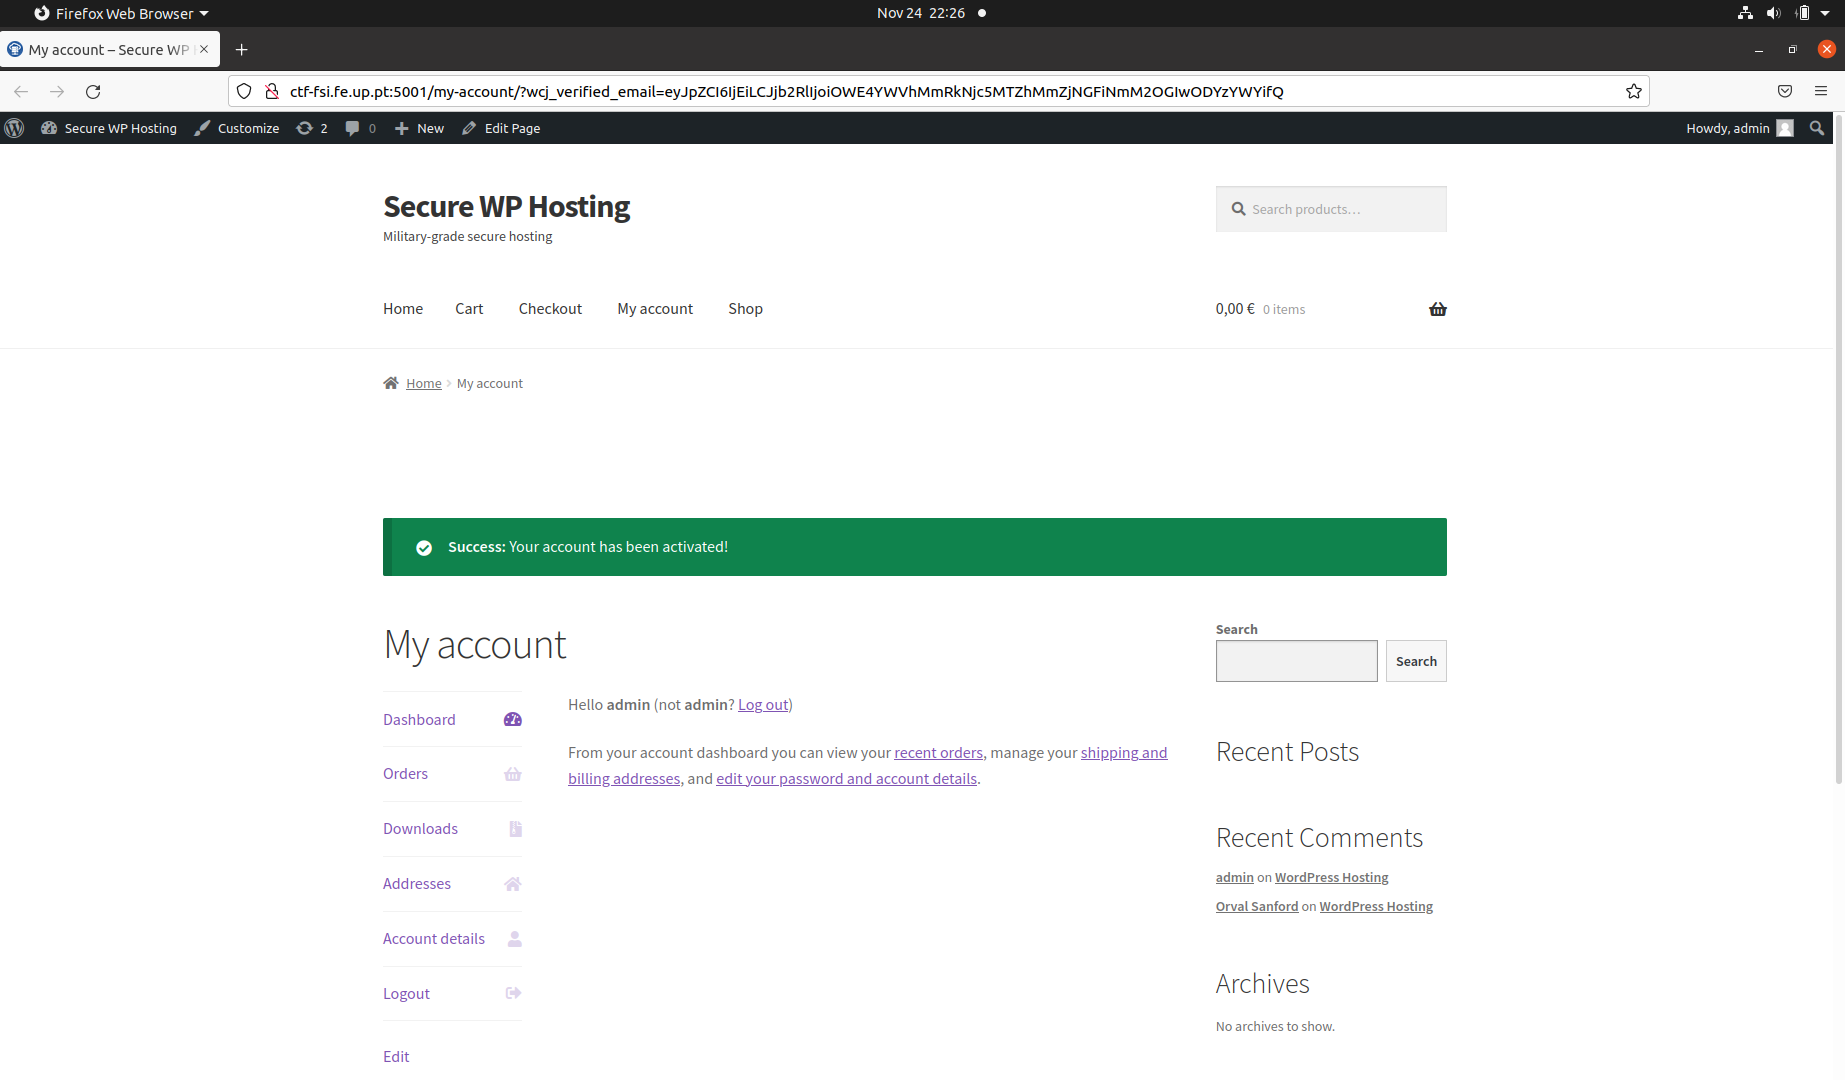 Firefox Web Browser
Nov 24 22:26
My account – Secure WP
ctf-fsi.fe.up.pt:5001/my-account/?wcj_verified_email=eyJpZCI6IjEiLCJjb2RlIjoiOWE4YWVhMmRkNjc5MTZhMmZjNGFiNmM2OGIwODYzYWYifQ
Secure WP Hosting
Customize
2
0
New
Edit Page
Howdy, admin
Secure WP Hosting
Military-grade secure hosting
Search products…
Home
Cart
Checkout
My account
Shop
0,00 € 0 items
Home
My account
Success: Your account has been activated!
My account
Dashboard
Orders
Downloads
Addresses
Account details
Logout
Edit
Hello admin (not admin? Log out)
From your account dashboard you can view your recent orders, manage your shipping and
billing addresses, and edit your password and account details.
Search
Search
Recent Posts
Recent Comments
admin on WordPress Hosting
Orval Sanford on WordPress Hosting
Archives
No archives to show.